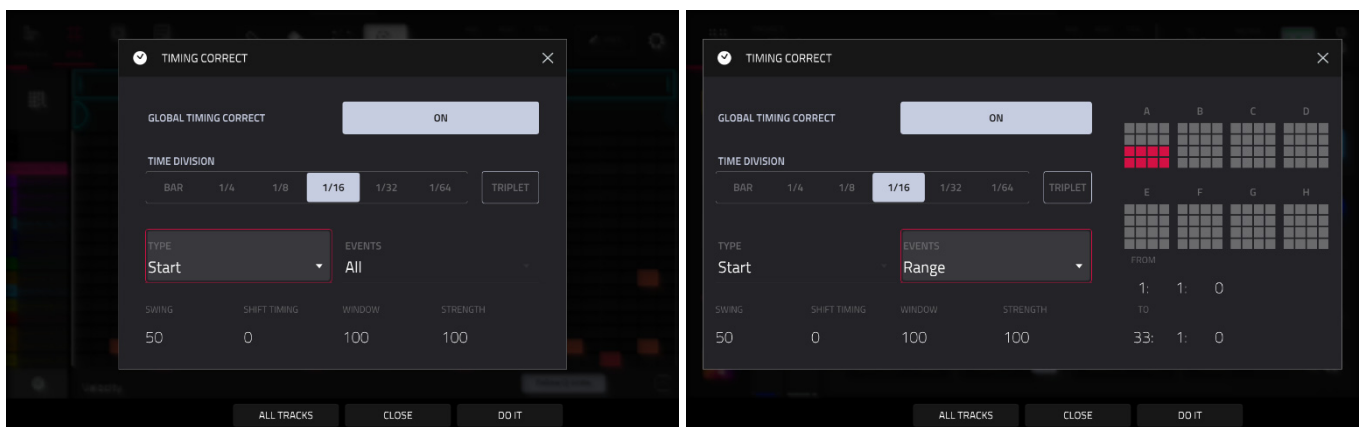 TIMING CORRECT
GLOBAL TIMING CORRECT ON
TIME DIVISION
BAR 1/4 1/8 1/16 1/32 1/64 TRIPLET
TYPE EVENTS
Start All
SWING SHIFT TIMING WINDOW STRENGTH
50 0 100 100
ALL TRACKS CLOSE DO IT
TIMING CORRECT
GLOBAL TIMING CORRECT ON
TIME DIVISION
BAR 1/4 1/8 1/16 1/32 1/64 TRIPLET
TYPE EVENTS
Start Range
SWING SHIFT TIMING WINDOW STRENGTH
50 0 100 100
A B C D
E F G H
FROM
1: 1: 0
TO
33: 1: 0
ALL TRACKS CLOSE DO IT